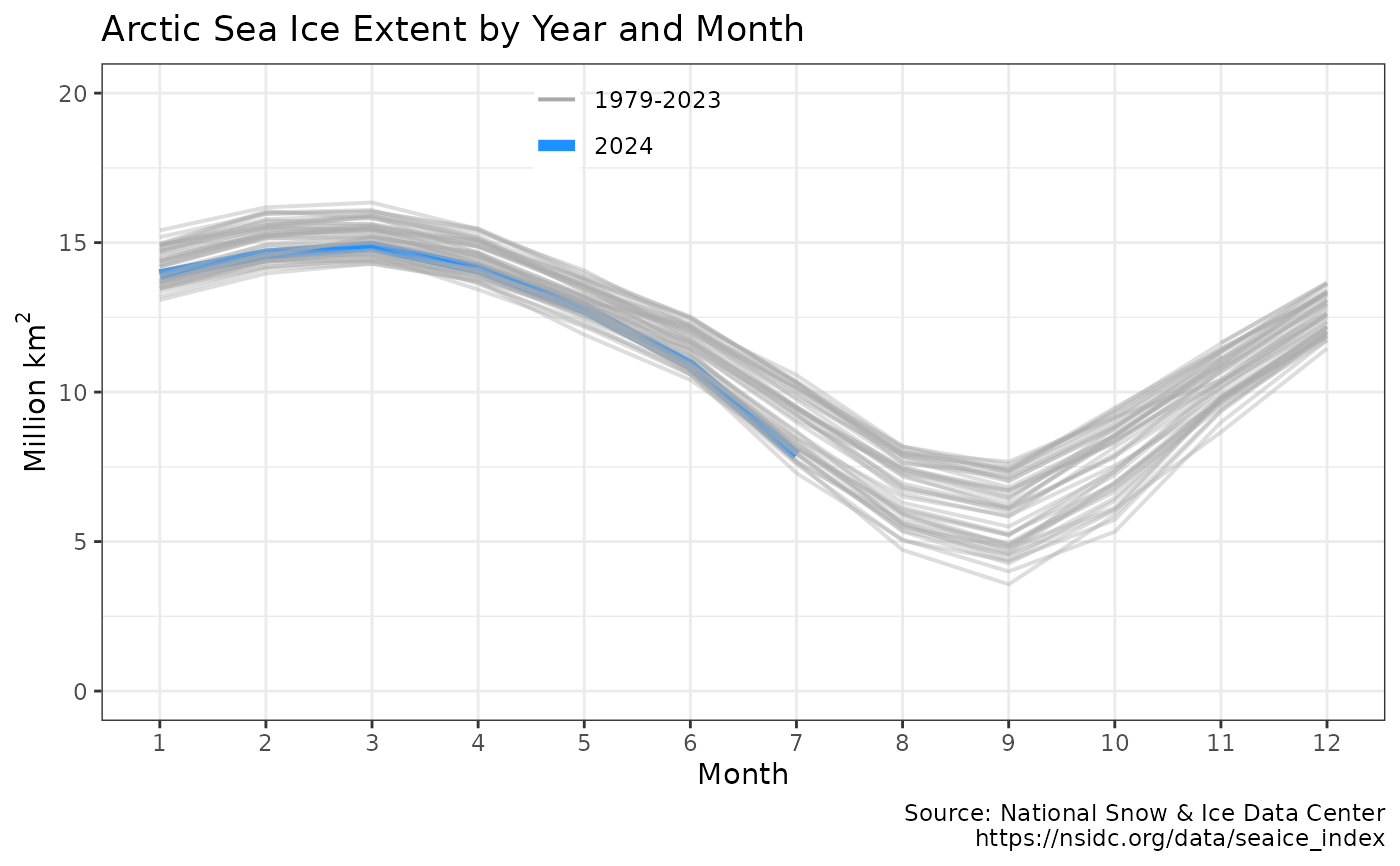 Arctic Sea Ice Extent by Year and Month
20
15
10
5
0
Million km²
1979-2023
2024
1 2 3 4 5 6 7 8 9 10 11 12
Month
Source: National Snow & Ice Data Center
https://nsidc.org/data/seaice_index